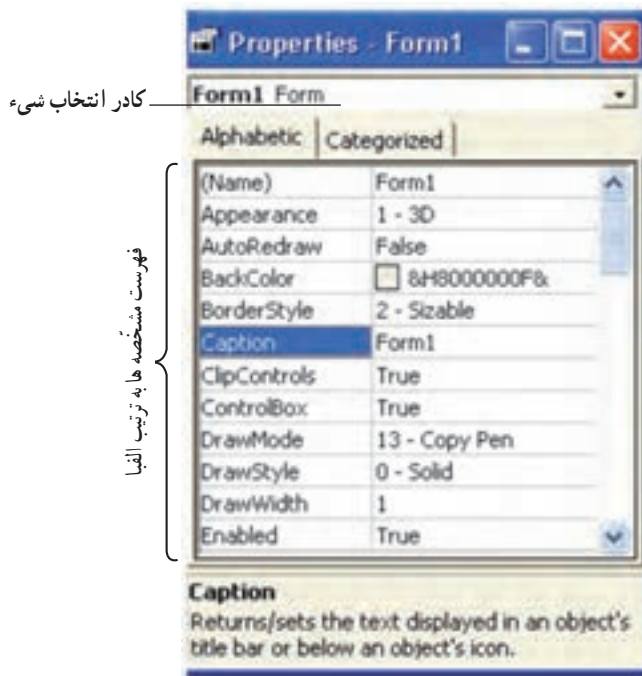 Properties - Form1
Form1 Form
کادر انتخاب شیء
Alphabetic Categorized
فهرست مشخّصه ها به ترتیب الفبا
(Name) Form1
Appearance 1 - 3D
AutoRedraw False
BackColor &H8000000F&
BorderStyle 2 - Sizable
Caption Form1
ClipControls True
ControlBox True
DrawMode 13 - Copy Pen
DrawStyle 0 - Solid
DrawWidth 1
Enabled True
Caption
Returns/sets the text displayed in an object's
title bar or below an object's icon.